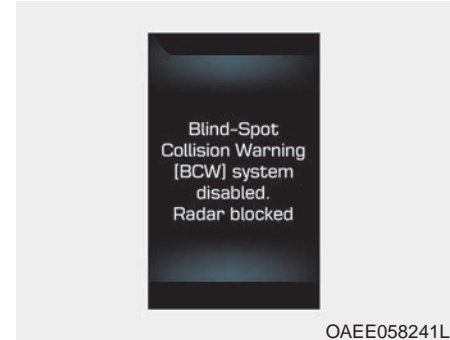 Blind-Spot
Collision Warning
[BCW] system
disabled.
Radar blocked
OAEE058241L